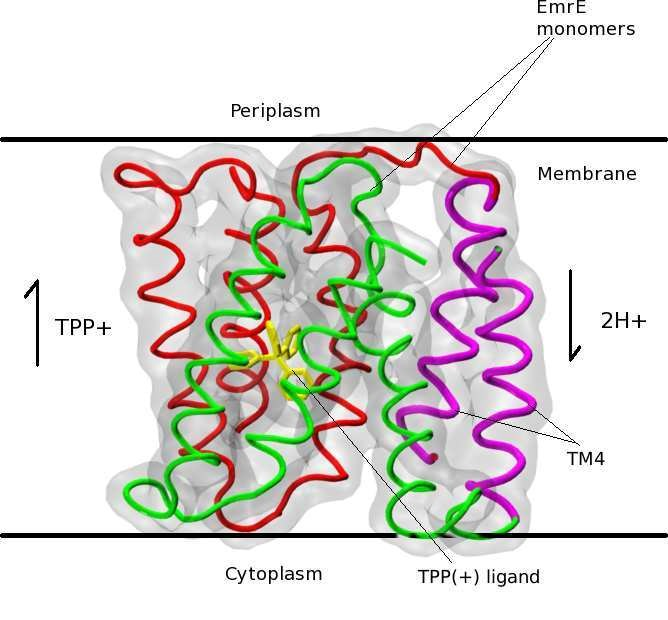 EmrE
monomers
Periplasm
Membrane
TPP+
2H+
TM4
Cytoplasm
TPP(+) ligand